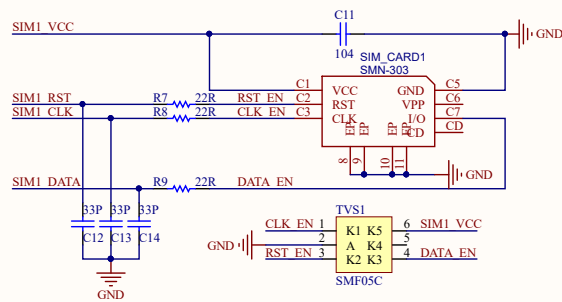 C11
SIM1_VCC
GND
104
SIM_CARD1
SMN-303
C1 VCC GND C5
SIM1_RST R7 22R RST_EN C2 RST VPP C6
SIM1_CLK R8 22R CLK_EN C3 CLK I/O C7
CD CD
EP EP EP EP
8 9 10 11
GND
SIM1_DATA R9 22R DATA_EN
33P 33P 33P
C12 C13 C14
GND
TVS1
CLK_EN 1 K1 K5 6 SIM1_VCC
GND 2 A K4 5
RST_EN 3 K2 K3 4 DATA_EN
SMF05C